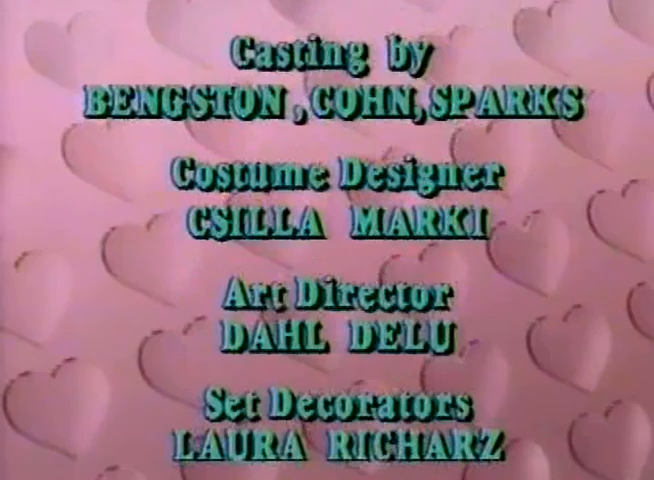 Casting by
BENGSTON, COHN, SPARKS
Costume Designer
CSILLA MARKI
Art Director
DAHL DELU
Set Decorators
LAURA RICHARZ